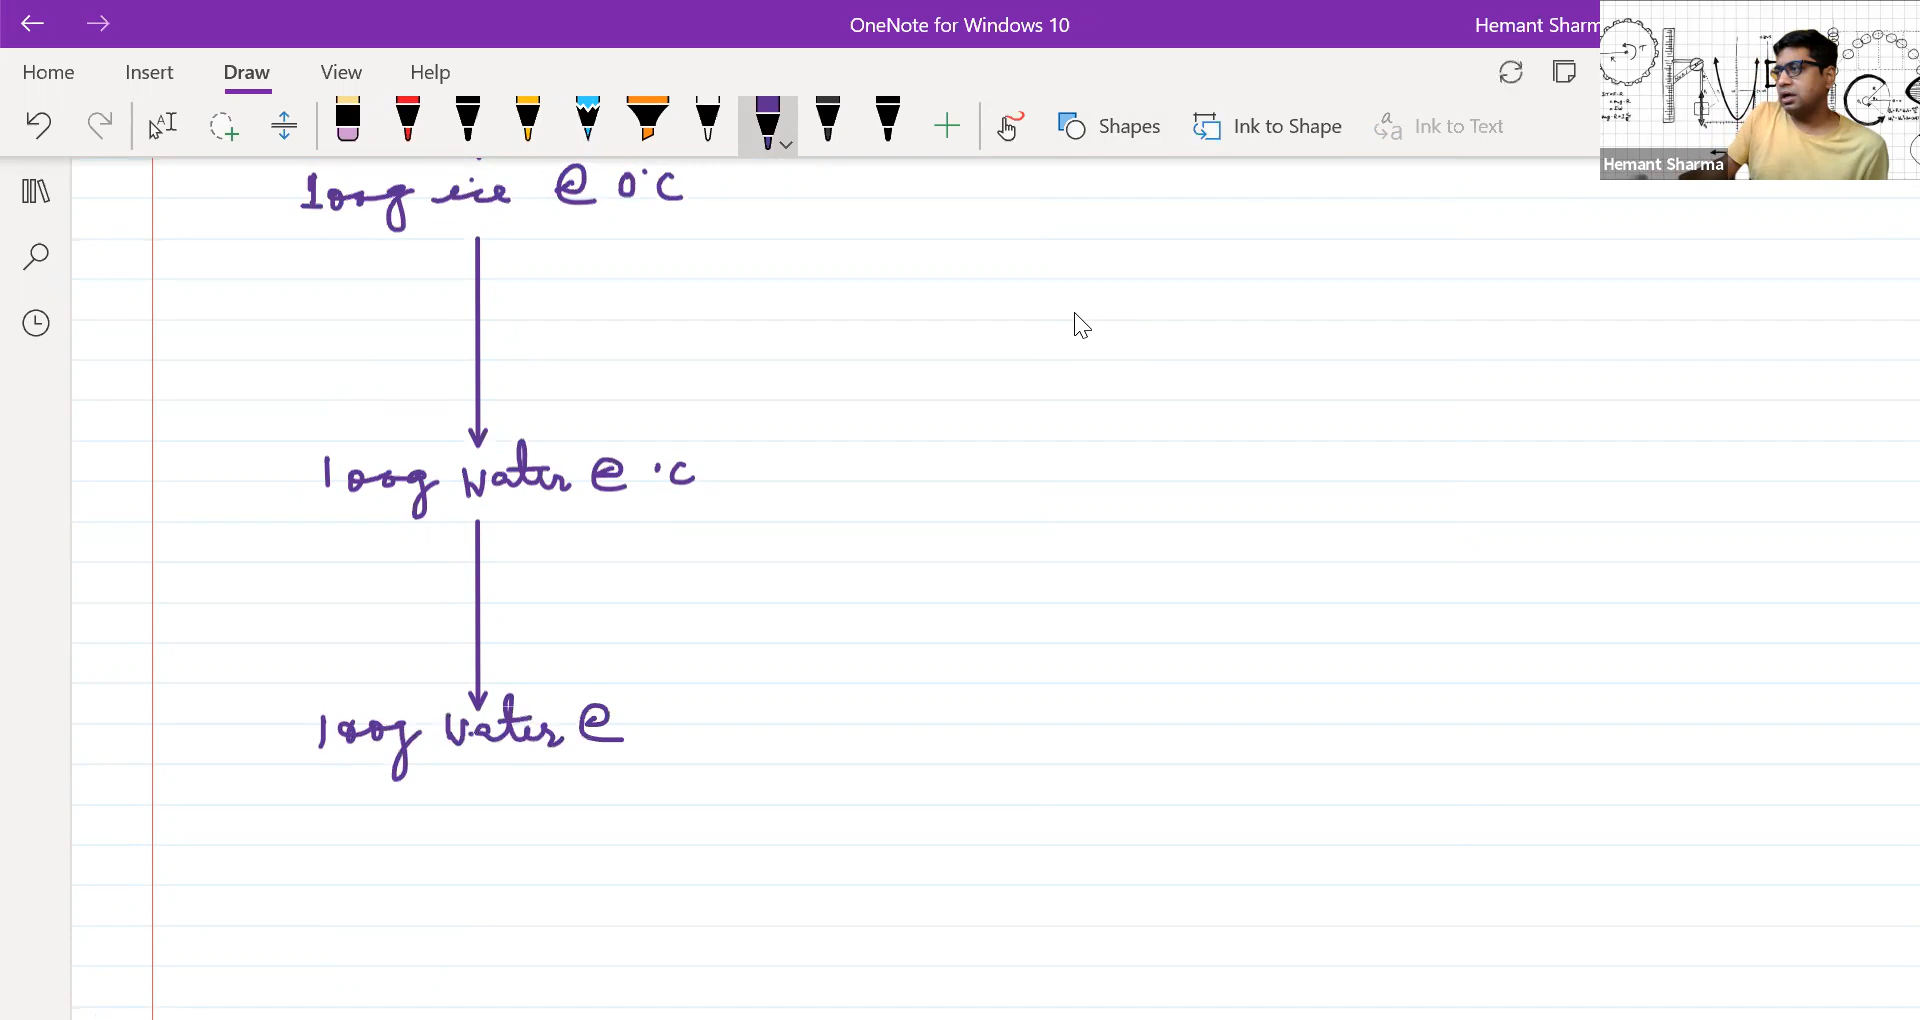 OneNote for Windows 10
Hemant Sharm
Home Insert Draw View Help
Shapes Ink to Shape Ink to Text
Hemant Sharma
100g ice @ 0°C
100g water @ °C
100g water @